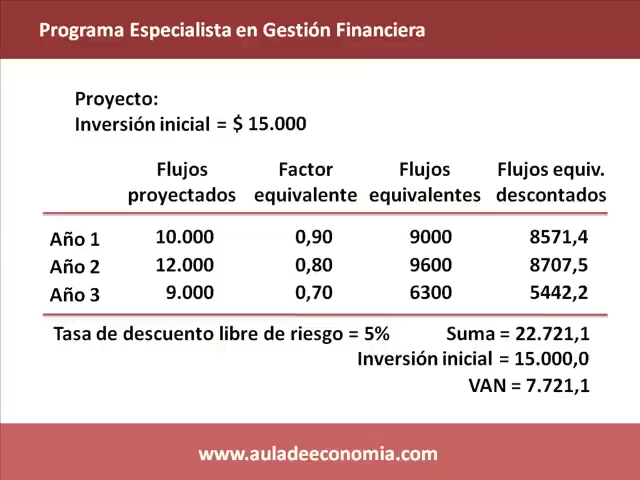 Programa Especialista en Gestión Financiera
Proyecto:
Inversión inicial = $ 15.000
Flujos proyectados Factor equivalente Flujos equivalentes Flujos equiv. descontados
Año 1 10.000 0,90 9000 8571,4
Año 2 12.000 0,80 9600 8707,5
Año 3 9.000 0,70 6300 5442,2
Tasa de descuento libre de riesgo = 5% Suma = 22.721,1
Inversión inicial = 15.000,0
VAN = 7.721,1
www.auladeeconomia.com